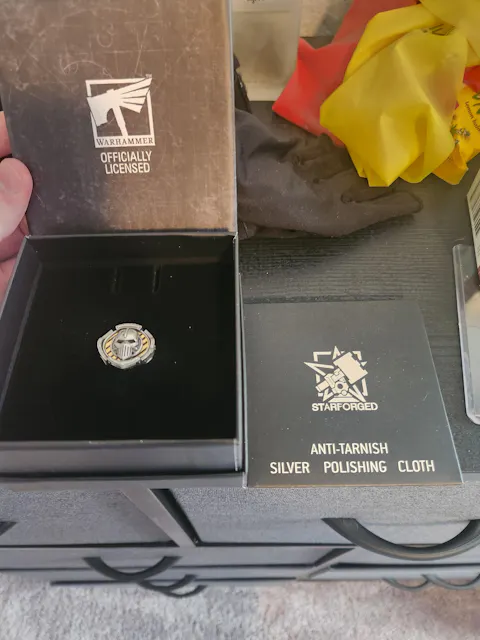 WARHAMMER
OFFICIALLY
LICENSED
STARFORGED
ANTI-TARNISH
SILVER POLISHING CLOTH